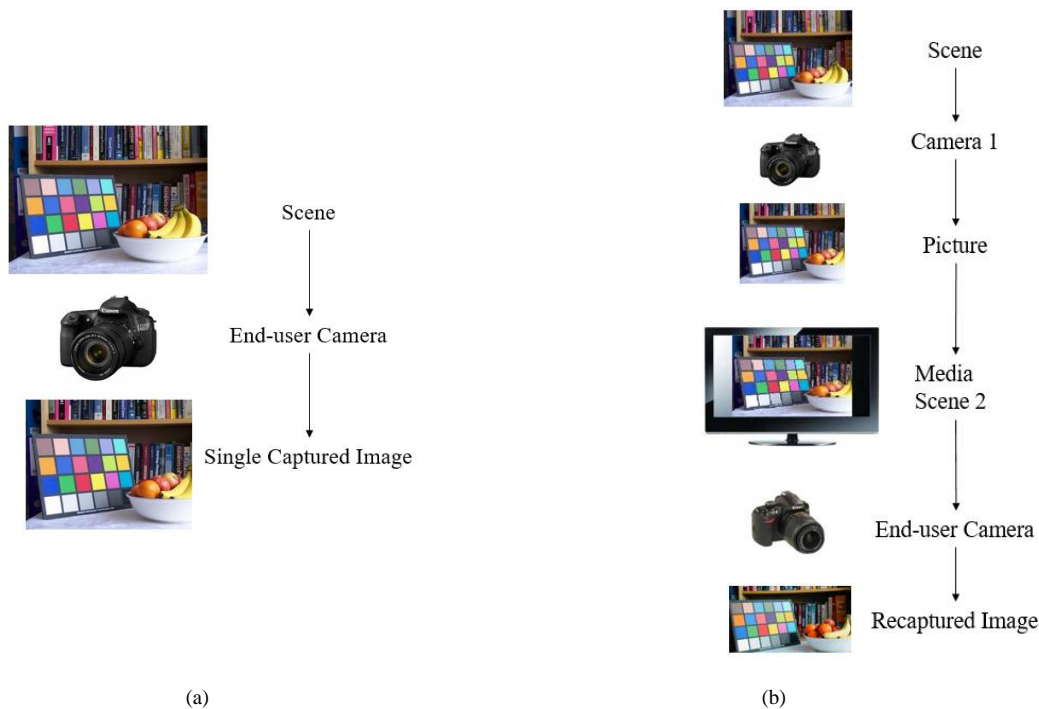 Scene
End-user Camera
Single Captured Image
(a)
Scene
Camera 1
Picture
Media
Scene 2
End-user Camera
Recaptured Image
(b)